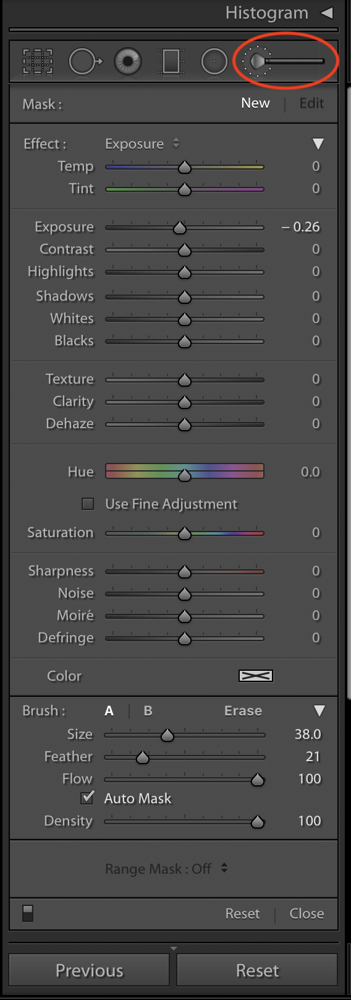 Histogram
Mask : New | Edit
Effect : Exposure
Temp 0
Tint 0
Exposure – 0.26
Contrast 0
Highlights 0
Shadows 0
Whites 0
Blacks 0
Texture 0
Clarity 0
Dehaze 0
Hue 0.0
Use Fine Adjustment
Saturation 0
Sharpness 0
Noise 0
Moiré 0
Defringe 0
Color
Brush : A | B Erase
Size 38.0
Feather 21
Flow 100
Auto Mask
Density 100
Range Mask : Off
Reset | Close
Previous Reset